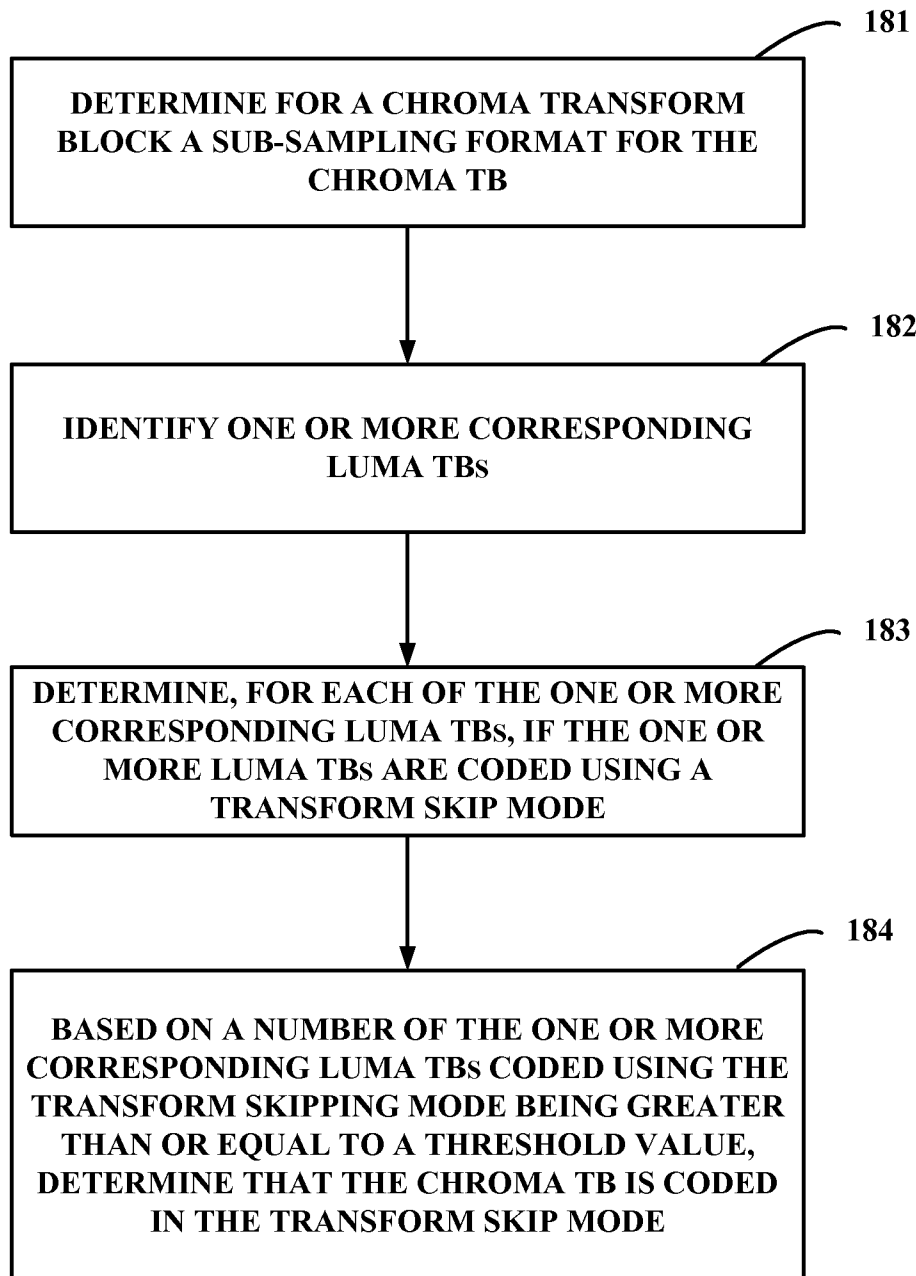 181
DETERMINE FOR A CHROMA TRANSFORM
BLOCK A SUB-SAMPLING FORMAT FOR THE
CHROMA TB
182
IDENTIFY ONE OR MORE CORRESPONDING
LUMA TBs
183
DETERMINE, FOR EACH OF THE ONE OR MORE
CORRESPONDING LUMA TBs, IF THE ONE OR
MORE LUMA TBs ARE CODED USING A
TRANSFORM SKIP MODE
184
BASED ON A NUMBER OF THE ONE OR MORE
CORRESPONDING LUMA TBs CODED USING THE
TRANSFORM SKIPPING MODE BEING GREATER
THAN OR EQUAL TO A THRESHOLD VALUE,
DETERMINE THAT THE CHROMA TB IS CODED
IN THE TRANSFORM SKIP MODE